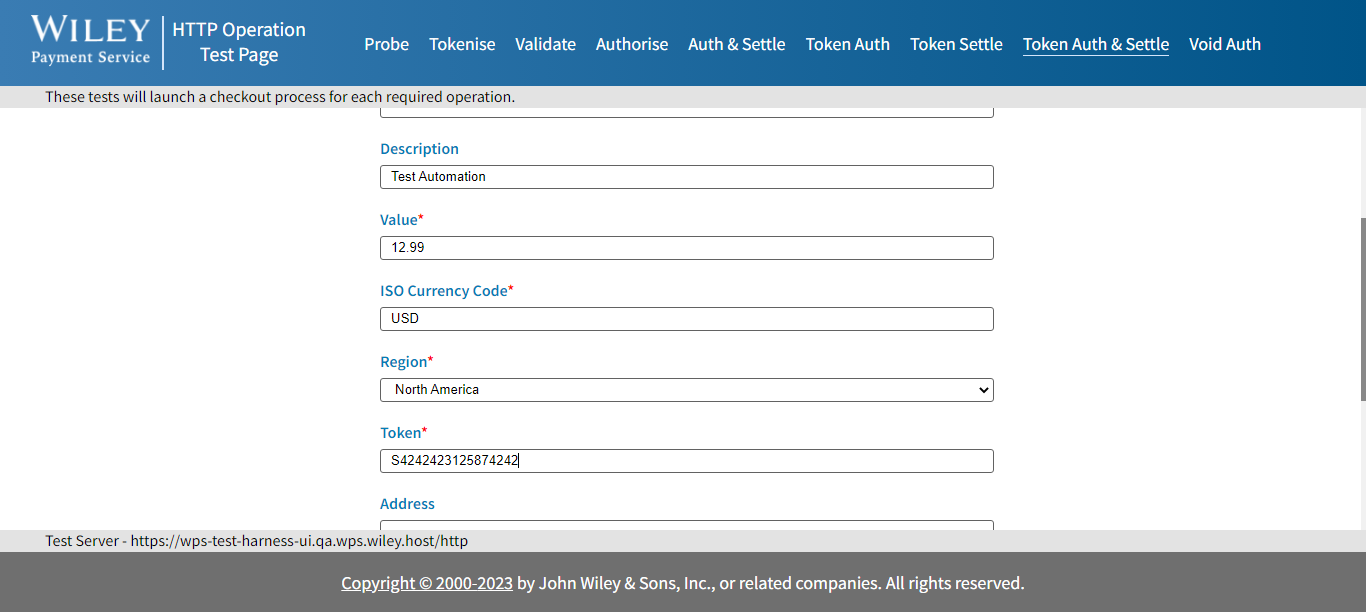 WILEY
Payment Service
HTTP Operation
Test Page
Probe Tokenise Validate Authorise Auth & Settle Token Auth Token Settle Token Auth & Settle Void Auth
These tests will launch a checkout process for each required operation.
Description
Test Automation
Value*
12.99
ISO Currency Code*
USD
Region*
North America
Token*
S4242423125874242
Address
Test Server - https://wps-test-harness-ui.qa.wps.wiley.host/http
Copyright © 2000-2023 by John Wiley & Sons, Inc., or related companies. All rights reserved.